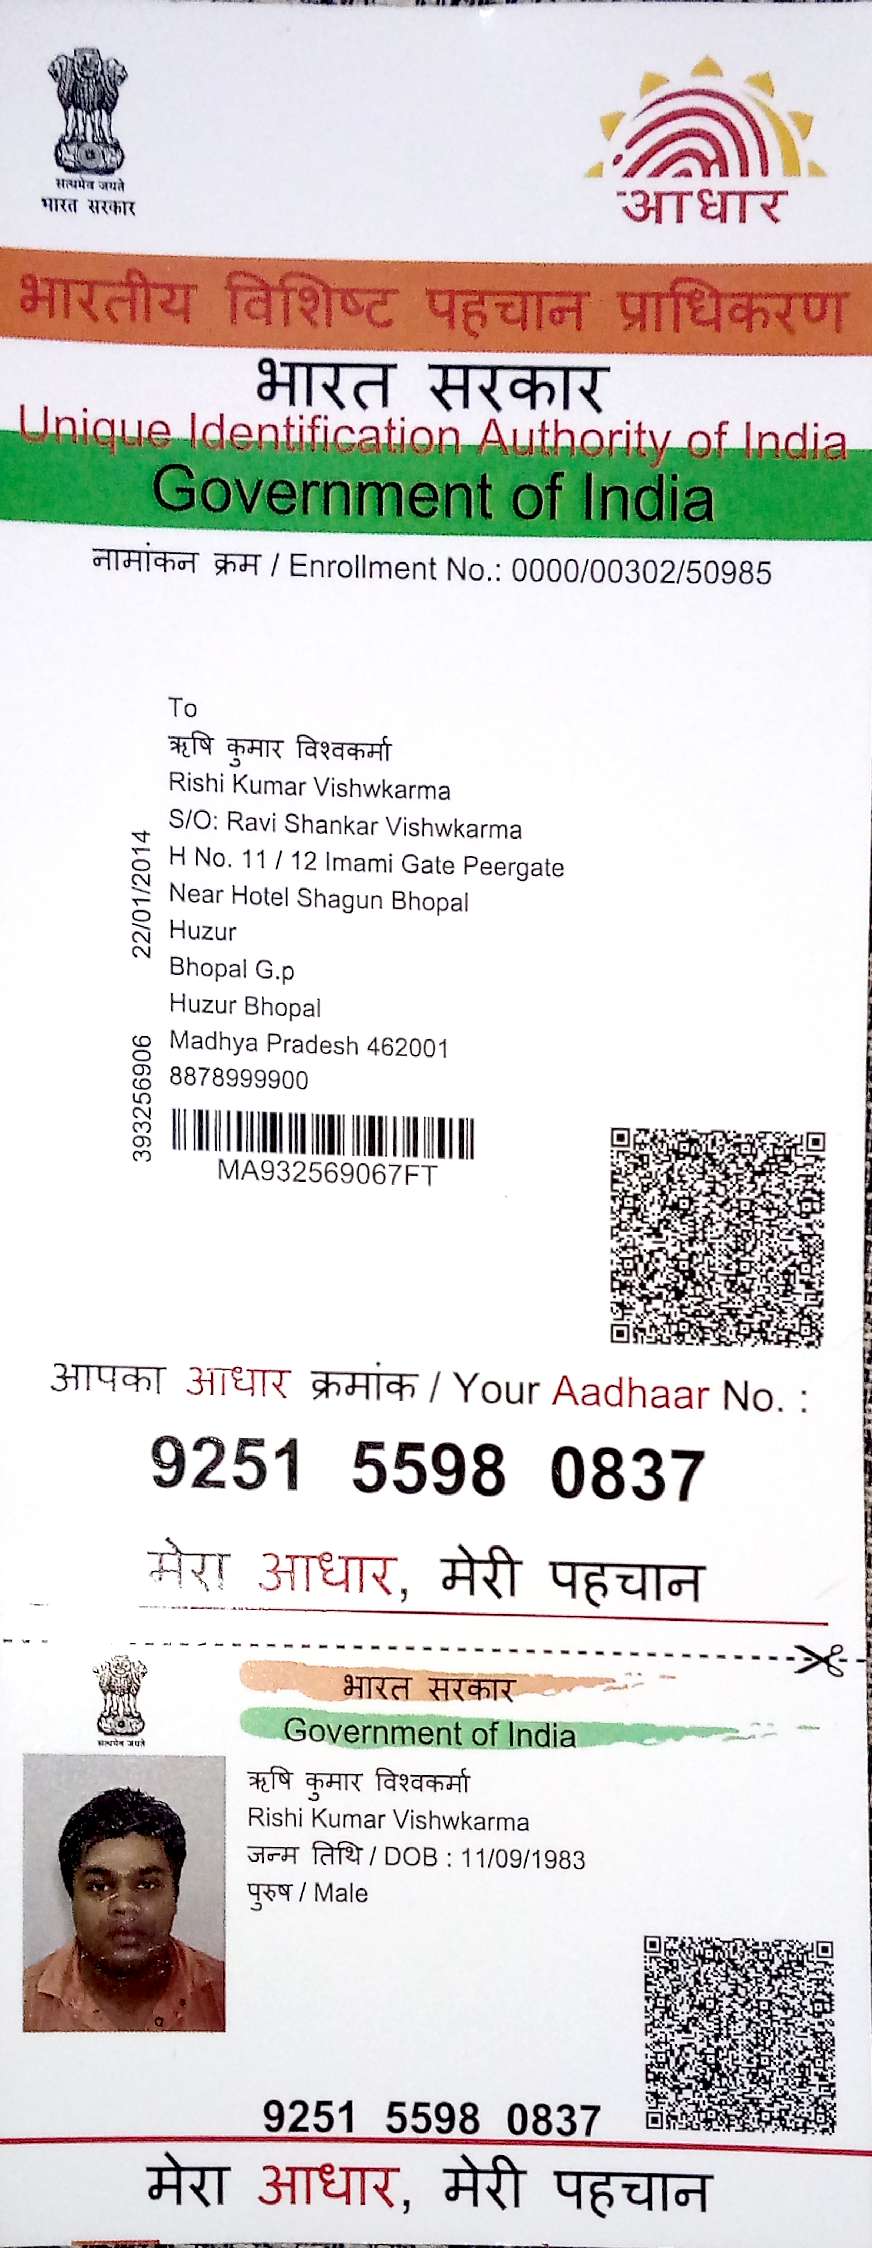 सत्यमेव जयते
भारत सरकार
आधार
भारतीय विशिष्ट पहचान प्राधिकरण
भारत सरकार
Unique Identification Authority of India
Government of India
नामांकन क्रम / Enrollment No.: 0000/00302/50985
To
ऋषि कुमार विश्वकर्मा
Rishi Kumar Vishwkarma
S/O: Ravi Shankar Vishwkarma
H No. 11 / 12 Imami Gate Peergate
Near Hotel Shagun Bhopal
Huzur
Bhopal G.p
Huzur Bhopal
Madhya Pradesh 462001
8878999900
22/01/2014
393256906
MA932569067FT
आपका आधार क्रमांक / Your Aadhaar No. :
9251 5598 0837
मेरा आधार, मेरी पहचान
सत्यमेव जयते
भारत सरकार
Government of India
ऋषि कुमार विश्वकर्मा
Rishi Kumar Vishwkarma
जन्म तिथि / DOB : 11/09/1983
पुरुष / Male
9251 5598 0837
मेरा आधार, मेरी पहचान